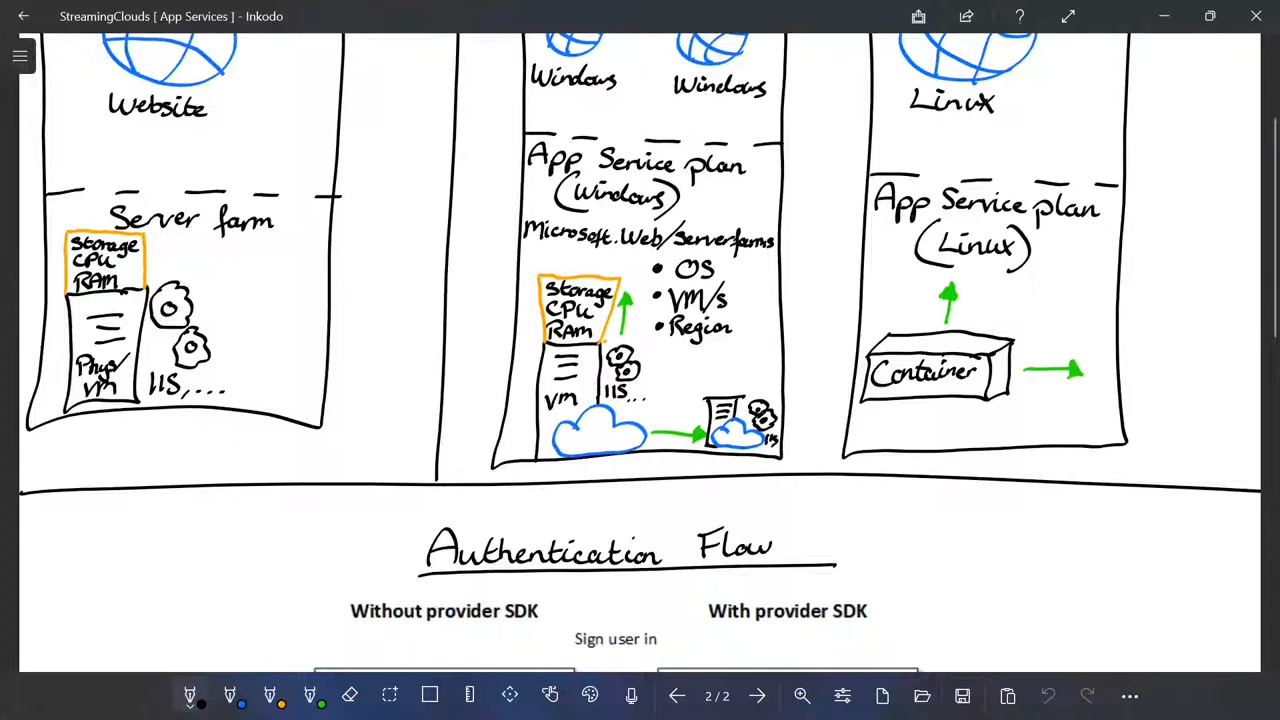 StreamingClouds [ App Services ] - Inkodo
Website
Server farm
Storage
CPU
RAM
Phys/
VM
IIS,...
Windows
Windows
App Service plan
(Windows)
Microsoft.Web/serverfarms
• OS
• VM/s
• Region
Storage
CPU
RAM
VM
IIS...
IIS
Linux
App Service plan
(Linux)
Container
Authentication Flow
Without provider SDK
With provider SDK
Sign user in
2/2